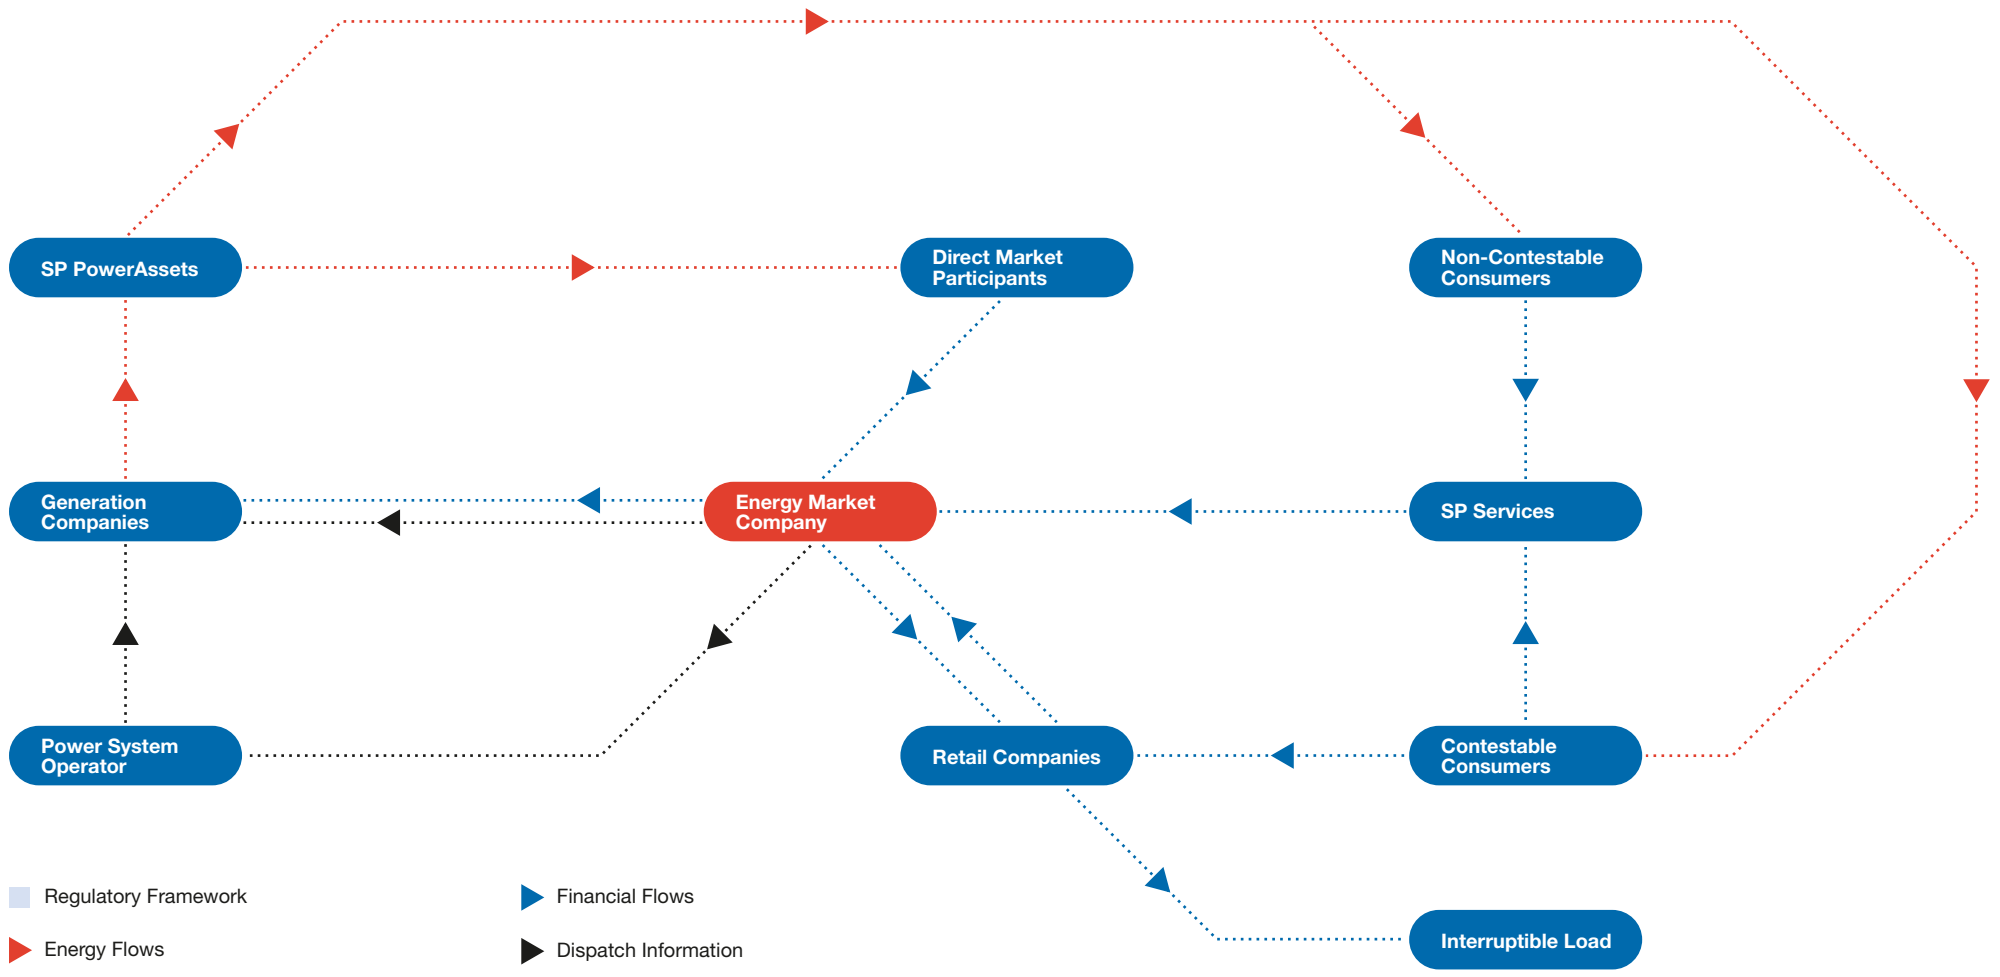 SP PowerAssets
Direct Market
Participants
Non-Contestable
Consumers
Generation
Companies
Energy Market
Company
SP Services
Power System
Operator
Retail Companies
Contestable
Consumers
Interruptible Load
Regulatory Framework
Financial Flows
Energy Flows
Dispatch Information